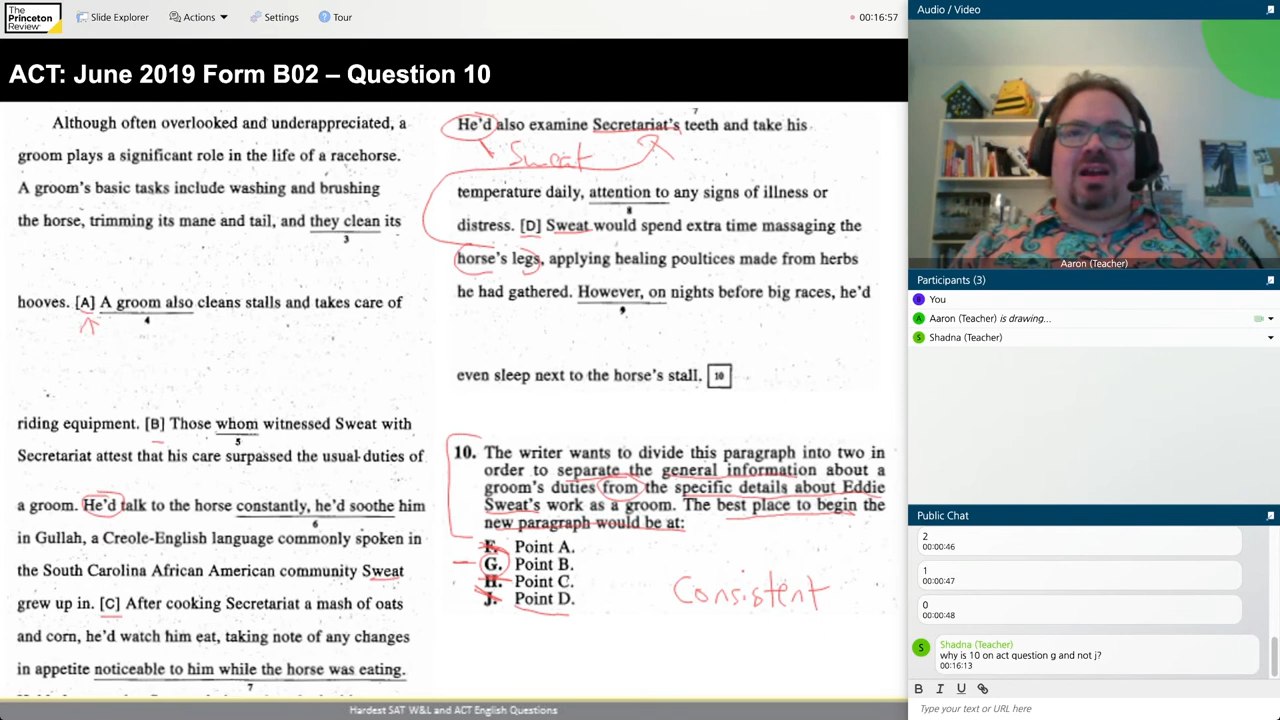 The
Princeton
Review
Slide Explorer
Actions
Settings
Tour
00:16:57
ACT: June 2019 Form B02 – Question 10
Although often overlooked and underappreciated, a
groom plays a significant role in the life of a racehorse.
A groom's basic tasks include washing and brushing
the horse, trimming its mane and tail, and they clean its
3
hooves. [A] A groom also cleans stalls and takes care of
4
riding equipment. [B] Those whom witnessed Sweat with
5
Secretariat attest that his care surpassed the usual duties of
a groom. He'd talk to the horse constantly, he'd soothe him
6
in Gullah, a Creole-English language commonly spoken in
the South Carolina African American community Sweat
grew up in. [C] After cooking Secretariat a mash of oats
and corn, he'd watch him eat, taking note of any changes
in appetite noticeable to him while the horse was eating.
7
7
He'd also examine Secretariat's teeth and take his
Sweat
temperature daily, attention to any signs of illness or
8
distress. [D] Sweat would spend extra time massaging the
horse's legs, applying healing poultices made from herbs
he had gathered. However, on nights before big races, he'd
9
even sleep next to the horse's stall. 10
10. The writer wants to divide this paragraph into two in
order to separate the general information about a
groom's duties from the specific details about Eddie
Sweat's work as a groom. The best place to begin the
new paragraph would be at:
F. Point A.
G. Point B.
H. Point C.
J. Point D.
Consistent
Hardest SAT W&L and ACT English Questions
Audio / Video
Aaron (Teacher)
Participants (3)
B You
A Aaron (Teacher) is drawing...
S Shadna (Teacher)
Public Chat
2
00:00:46
1
00:00:47
0
00:00:48
S Shadna (Teacher)
why is 10 on act question g and not j?
00:16:13
B I U
Type your text or URL here